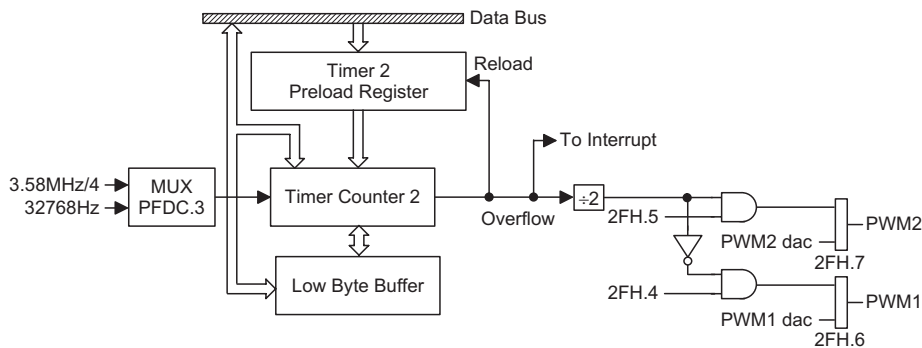 Data Bus
Timer 2
Preload Register
Reload
To Interrupt
3.58MHz/4
32768Hz
MUX
PFDC.3
Timer Counter 2
Overflow
÷2
2FH.5
PWM2 dac
PWM2
2FH.7
Low Byte Buffer
2FH.4
PWM1 dac
PWM1
2FH.6